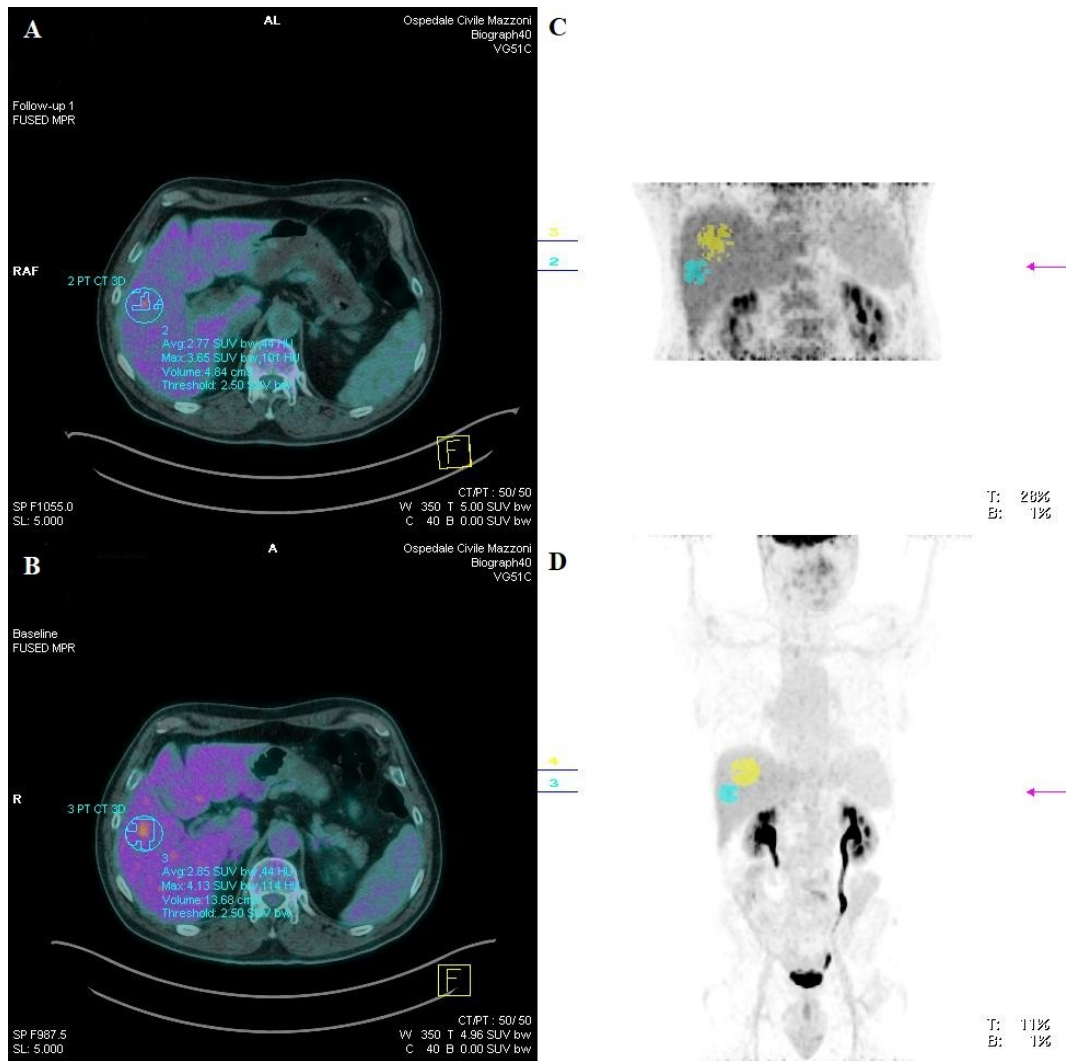 A
AL
Ospedale Civile Mazzoni
Biograph40
VG51C
Follow-up 1
FUSED MPR
RAF
2 PT CT 3D
2
Avg:2.77 SUV bw,44 HU
Max:3.65 SUV bw,101 HU
Volume:4.84 cm3
Threshold: 2.50 SUV bw
F
CT/PT : 50/ 50
W 350 T 5.00 SUV bw
C 40 B 0.00 SUV bw
SP F1055.0
SL: 5.000
C
3
2
T: 28%
B: 1%
B
A
Ospedale Civile Mazzoni
Biograph40
VG51C
Baseline
FUSED MPR
R
3 PT CT 3D
3
Avg:2.85 SUV bw,44 HU
Max:4.13 SUV bw,114 HU
Volume:13.68 cm3
Threshold: 2.50 SUV bw
F
CT/PT : 50/ 50
W 350 T 4.96 SUV bw
C 40 B 0.00 SUV bw
SP F987.5
SL: 5.000
D
4
3
T: 11%
B: 1%